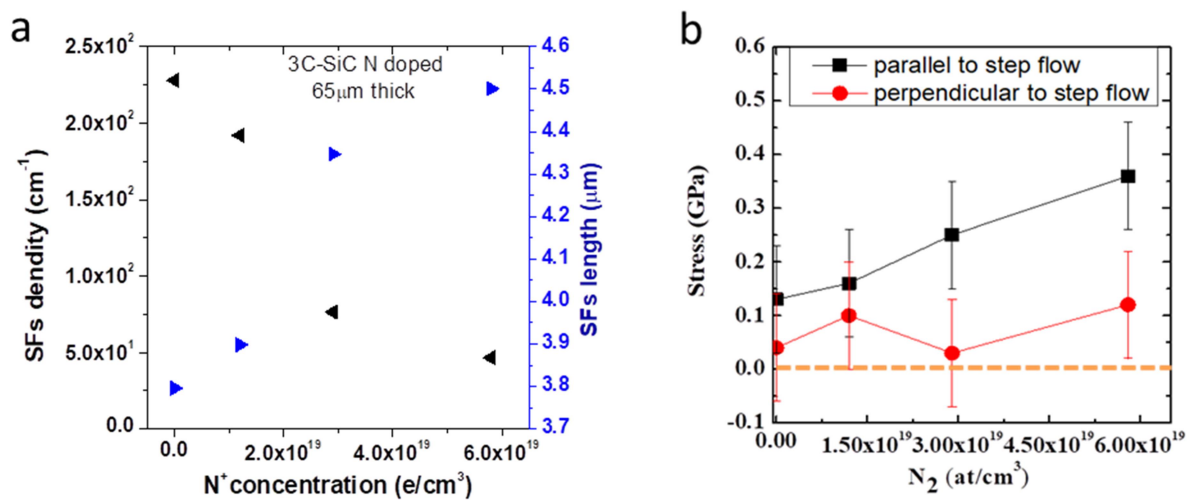 a
3C-SiC N doped
65μm thick
2.5x10²
2.0x10²
1.5x10²
1.0x10²
5.0x10¹
0.0
SFs dendity (cm⁻¹)
4.6
4.5
4.4
4.3
4.2
4.1
4.0
3.9
3.8
3.7
SFs length (μm)
0.0 2.0x10¹⁹ 4.0x10¹⁹ 6.0x10¹⁹
N⁺ concentration (e/cm³)
b
parallel to step flow
perpendicular to step flow
0.6
0.5
0.4
0.3
0.2
0.1
0.0
-0.1
Stress (GPa)
0.00 1.50x10¹⁹ 3.00x10¹⁹ 4.50x10¹⁹ 6.00x10¹⁹
N₂ (at/cm³)